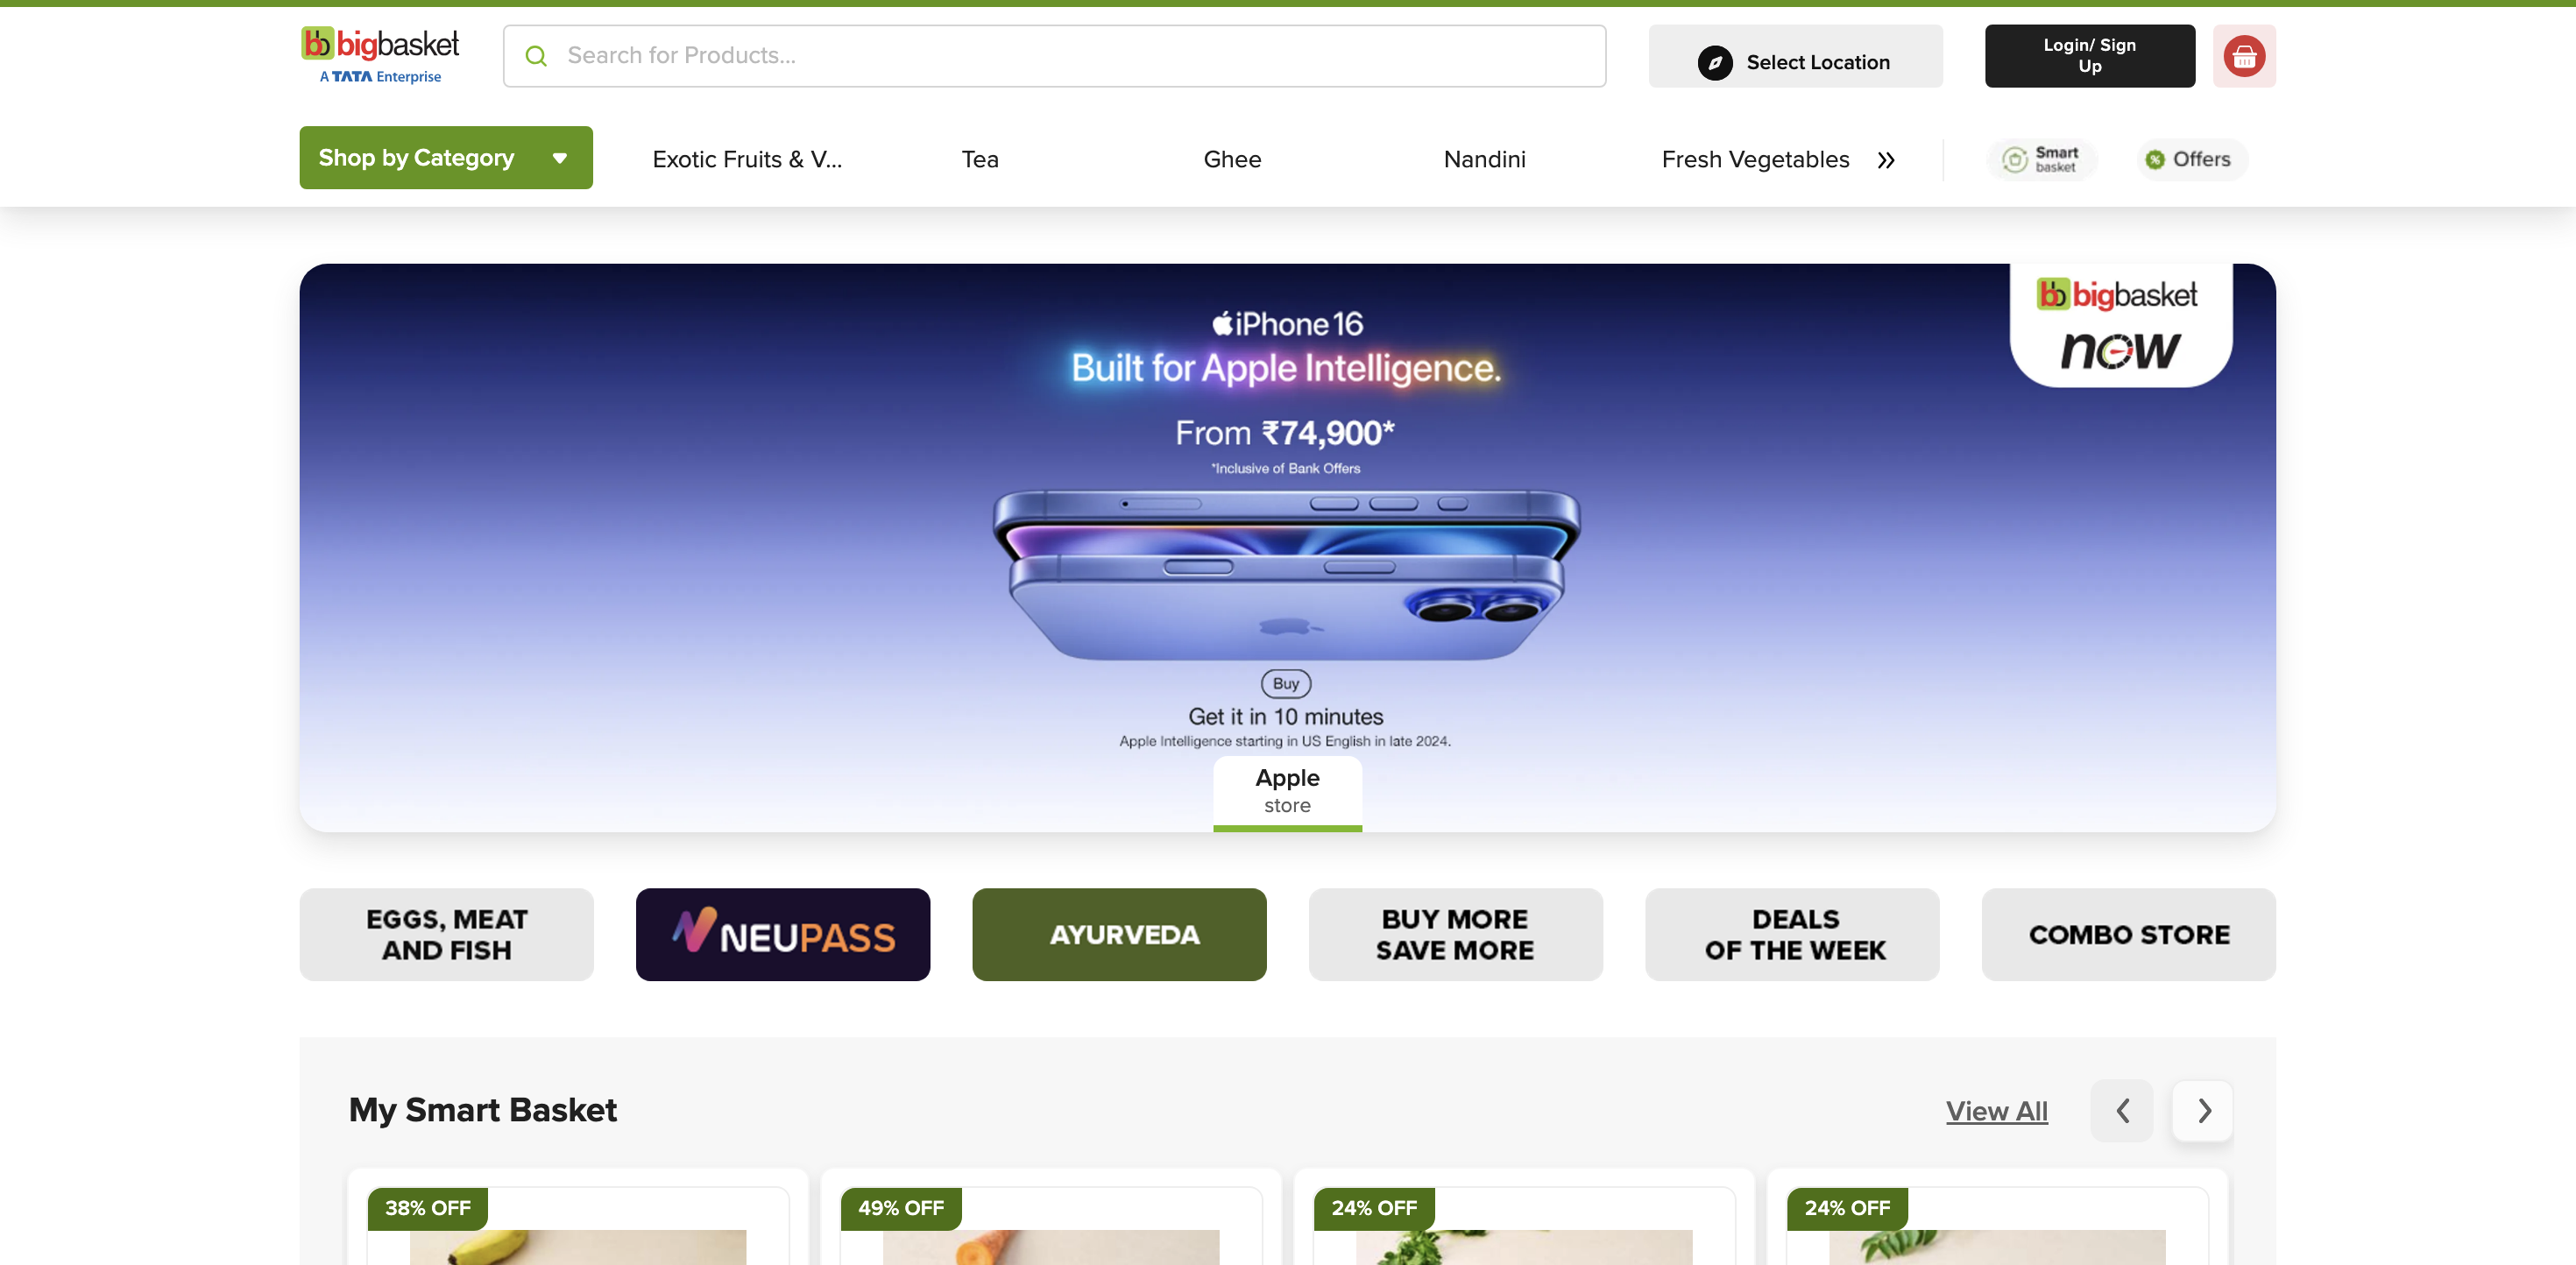 bb bigbasket
A TATA Enterprise
Search for Products...
Select Location
Login/ Sign
Up
Shop by Category
Exotic Fruits & V...
Tea
Ghee
Nandini
Fresh Vegetables
Smart
basket
Offers
bb bigbasket
now
iPhone 16
Built for Apple Intelligence.
From ₹74,900*
*Inclusive of Bank Offers
Buy
Get it in 10 minutes
Apple Intelligence starting in US English in late 2024.
Apple
store
EGGS, MEAT
AND FISH
NEUPASS
AYURVEDA
BUY MORE
SAVE MORE
DEALS
OF THE WEEK
COMBO STORE
My Smart Basket
View All
38% OFF
49% OFF
24% OFF
24% OFF